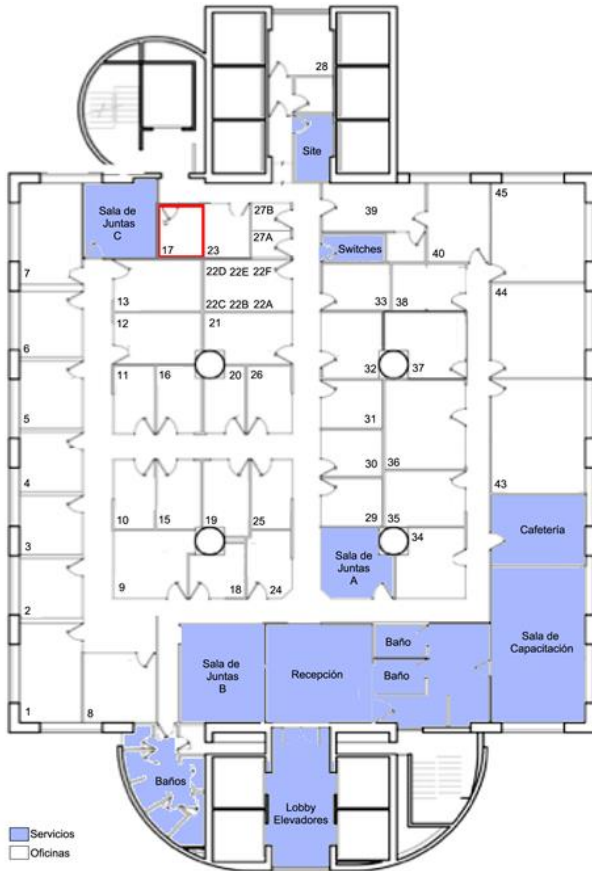 28
Site
45
27B
39
Sala de
Juntas
C
27A
Switches
17
23
40
7
22D 22E 22F
44
13
22C 22B 22A
33
38
12
21
6
32
37
11
16
20
26
5
31
30
36
4
43
10
15
19
25
29
35
Cafetería
3
34
Sala de
Juntas
A
9
18
24
2
Baño
Sala de
Capacitación
Sala de
Juntas
B
Recepción
Baño
1
8
Baños
Lobby
Elevadores
Servicios
Oficinas